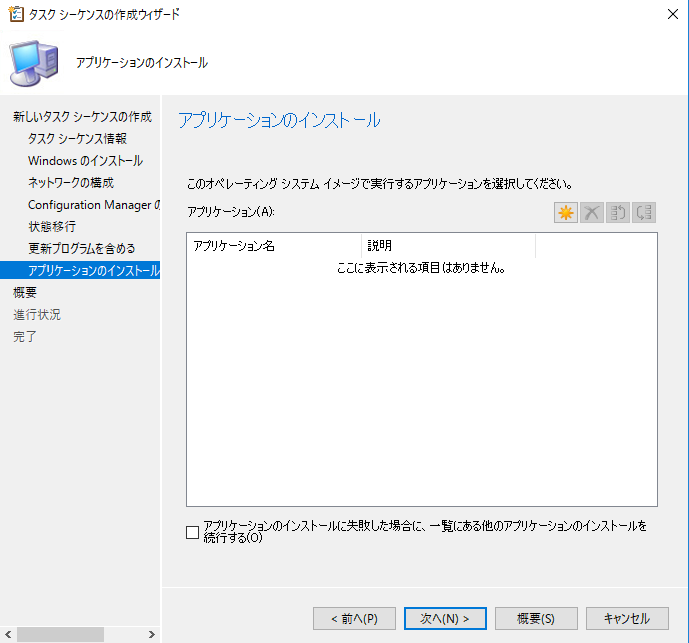 タスク シーケンスの作成ウィザード
アプリケーションのインストール
新しいタスク シーケンスの作成
タスク シーケンス情報
Windows のインストール
ネットワークの構成
Configuration Manager の
状態移行
更新プログラムを含める
アプリケーションのインストール
概要
進行状況
完了
アプリケーションのインストール
このオペレーティング システム イメージで実行するアプリケーションを選択してください。
アプリケーション(A):
アプリケーション名 説明
ここに表示される項目はありません。
アプリケーションのインストールに失敗した場合に、一覧にある他のアプリケーションのインストールを
続行する(O)
< 前へ(P) 次へ(N) > 概要(S) キャンセル